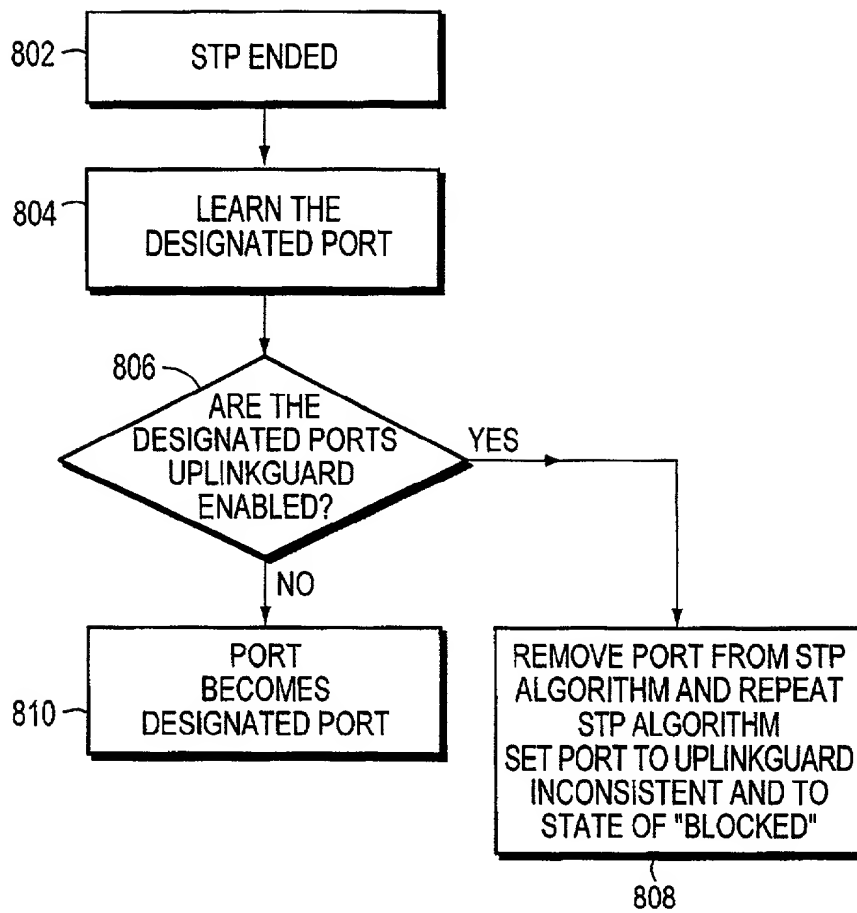 802
STP ENDED
804
LEARN THE
DESIGNATED PORT
806
ARE THE
DESIGNATED PORTS
UPLINKGUARD
ENABLED?
YES
NO
810
PORT
BECOMES
DESIGNATED PORT
REMOVE PORT FROM STP
ALGORITHM AND REPEAT
STP ALGORITHM
SET PORT TO UPLINKGUARD
INCONSISTENT AND TO
STATE OF "BLOCKED"
808